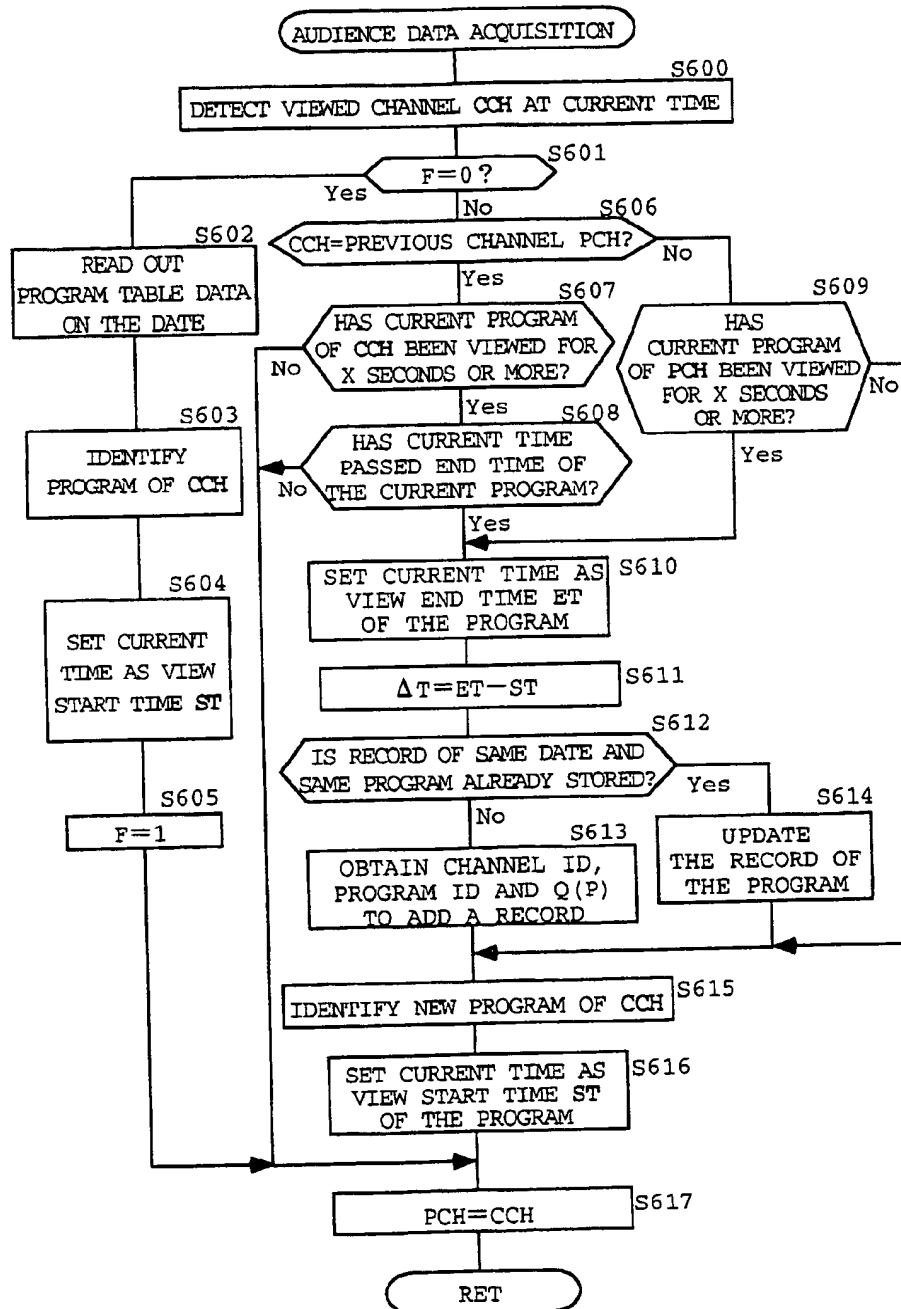 AUDIENCE DATA ACQUISITION
S600
DETECT VIEWED CHANNEL CCH AT CURRENT TIME
S601
F=0?
Yes
No
S602
READ OUT
PROGRAM TABLE DATA
ON THE DATE
S603
IDENTIFY
PROGRAM OF CCH
S604
SET CURRENT
TIME AS VIEW
START TIME ST
S605
F=1
S606
CCH=PREVIOUS CHANNEL PCH?
No
Yes
S607
HAS CURRENT PROGRAM
OF CCH BEEN VIEWED FOR
X SECONDS OR MORE?
No
Yes
S608
HAS CURRENT TIME
PASSED END TIME OF
THE CURRENT PROGRAM?
No
Yes
S609
HAS
CURRENT PROGRAM
OF PCH BEEN VIEWED
FOR X SECONDS
OR MORE?
No
Yes
S610
SET CURRENT TIME AS
VIEW END TIME ET
OF THE PROGRAM
S611
ΔT=ET−ST
S612
IS RECORD OF SAME DATE AND
SAME PROGRAM ALREADY STORED?
Yes
No
S613
OBTAIN CHANNEL ID,
PROGRAM ID AND Q(P)
TO ADD A RECORD
S614
UPDATE
THE RECORD OF
THE PROGRAM
S615
IDENTIFY NEW PROGRAM OF CCH
S616
SET CURRENT TIME AS
VIEW START TIME ST
OF THE PROGRAM
S617
PCH=CCH
RET